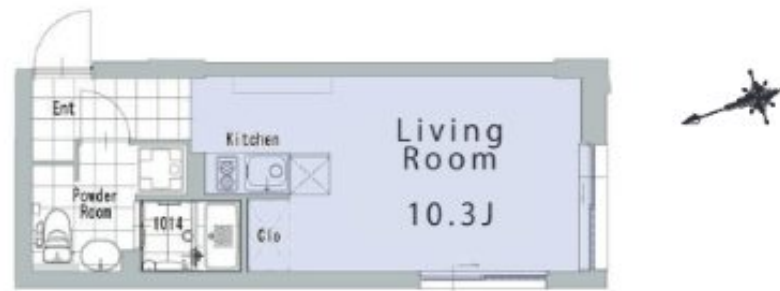 Ent
Kitchen
Living
Room
10.3J
Powder
Room
1014
Clo